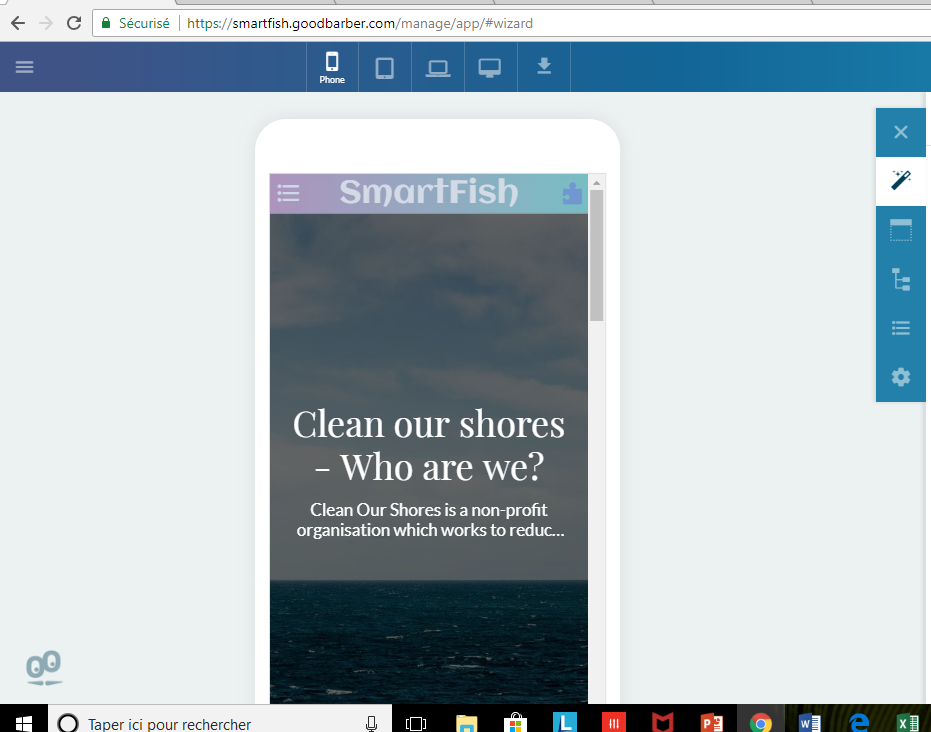 Sécurisé
https://smartfish.goodbarber.com/manage/app/#wizard
Phone
SmartFish
Clean our shores
- Who are we?
Clean Our Shores is a non-profit
organisation which works to reduc...
Taper ici pour rechercher